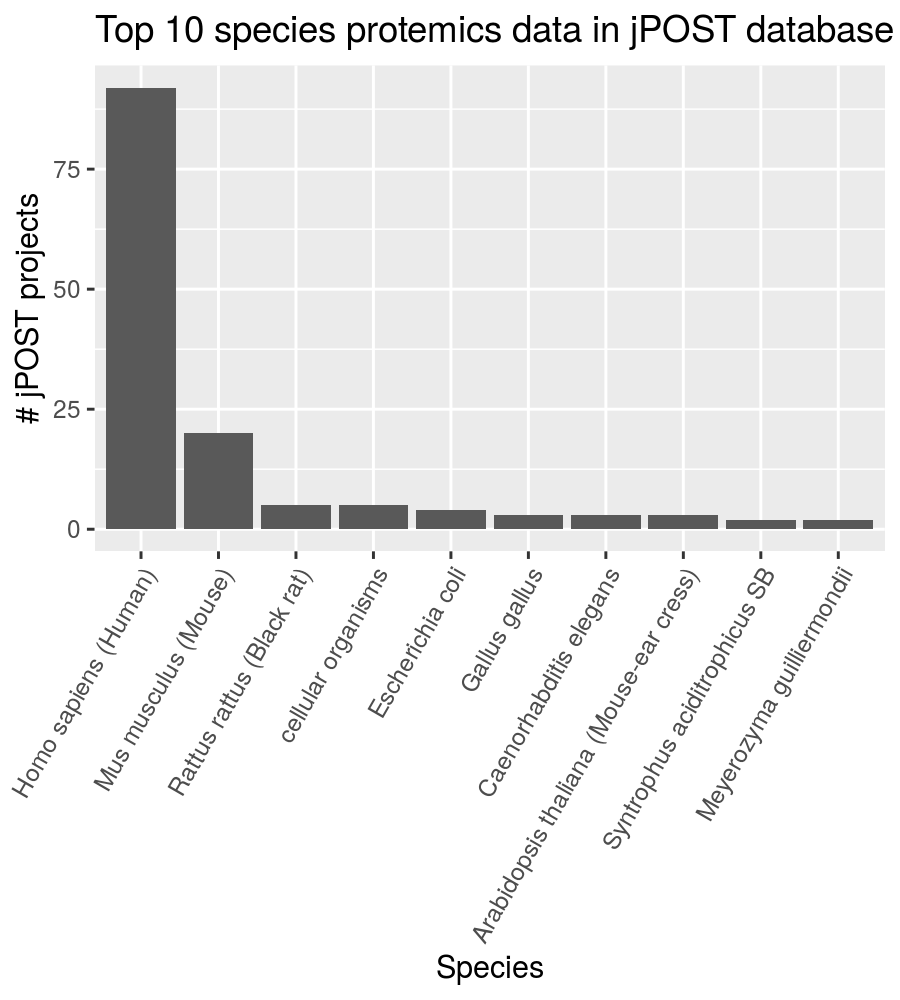 Top 10 species protemics data in jPOST database
# jPOST projects
75
50
25
0
Homo sapiens (Human)
Mus musculus (Mouse)
Rattus rattus (Black rat)
cellular organisms
Escherichia coli
Gallus gallus
Caenorhabditis elegans
Arabidopsis thaliana (Mouse-ear cress)
Syntrophus aciditrophicus SB
Meyerozyma guilliermondii
Species